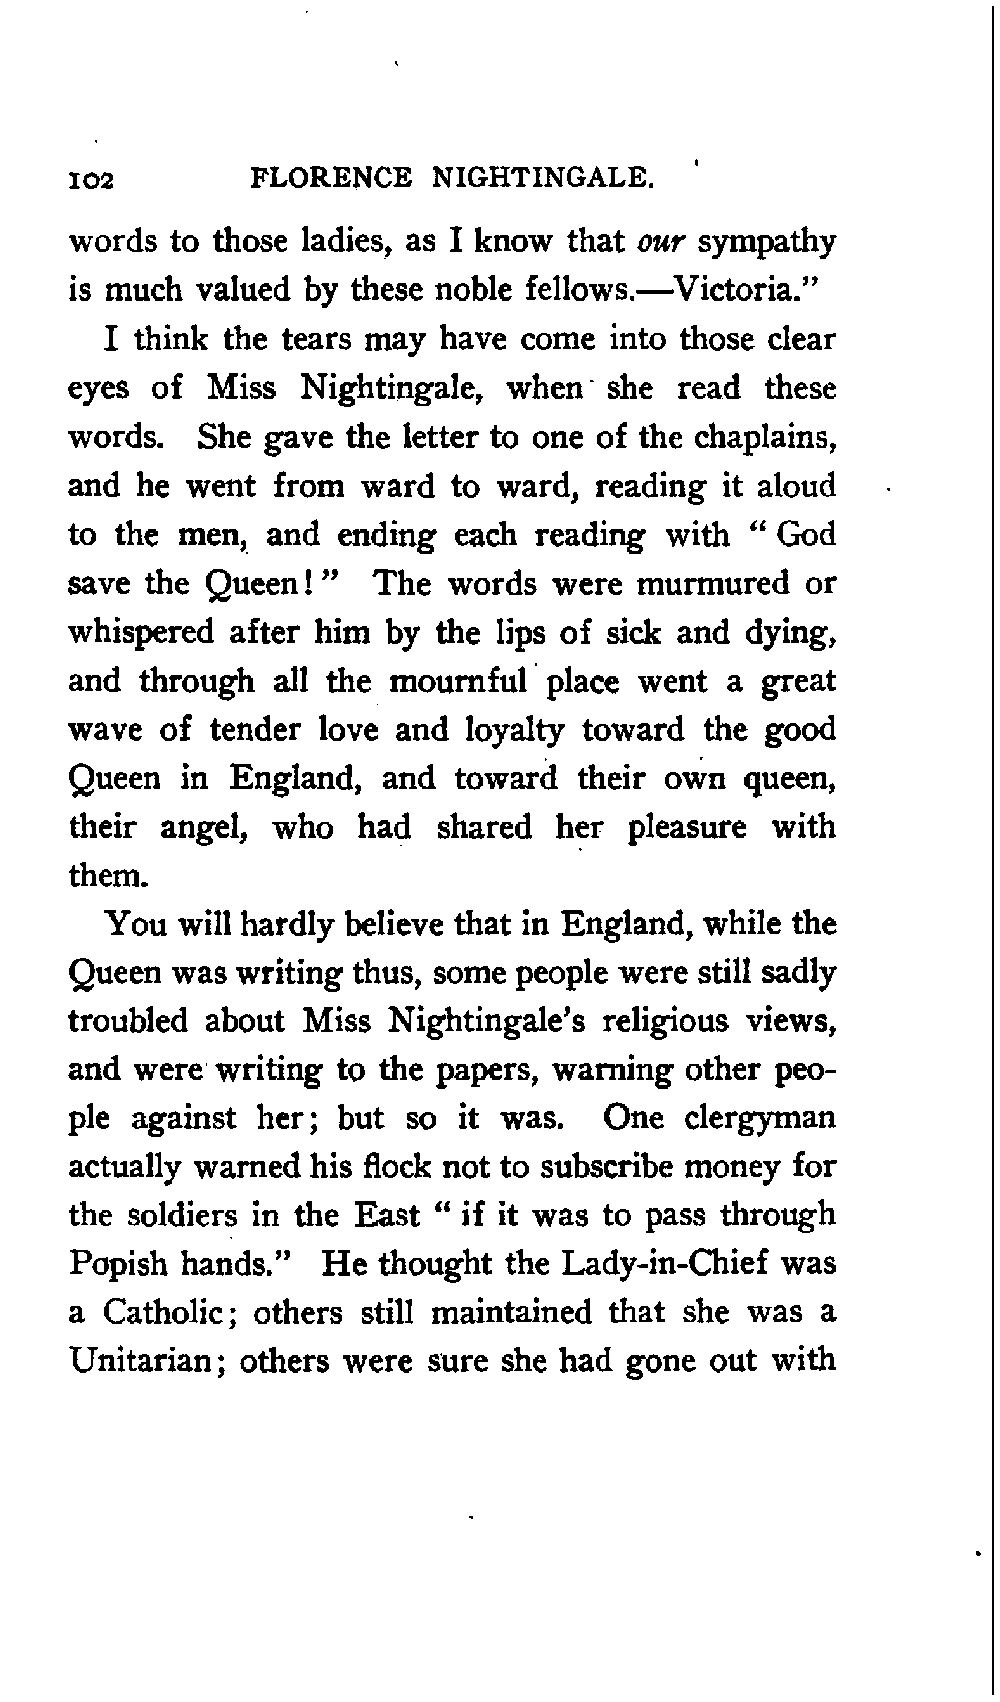 102 FLORENCE NIGHTINGALE.
words to those ladies, as I know that our sympathy
is much valued by these noble fellows.—Victoria."
I think the tears may have come into those clear
eyes of Miss Nightingale, when she read these
words. She gave the letter to one of the chaplains,
and he went from ward to ward, reading it aloud
to the men, and ending each reading with " God
save the Queen! " The words were murmured or
whispered after him by the lips of sick and dying,
and through all the mournful place went a great
wave of tender love and loyalty toward the good
Queen in England, and toward their own queen,
their angel, who had shared her pleasure with
them.
You will hardly believe that in England, while the
Queen was writing thus, some people were still sadly
troubled about Miss Nightingale's religious views,
and were writing to the papers, warning other peo-
ple against her; but so it was. One clergyman
actually warned his flock not to subscribe money for
the soldiers in the East " if it was to pass through
Popish hands." He thought the Lady-in-Chief was
a Catholic; others still maintained that she was a
Unitarian; others were sure she had gone out with